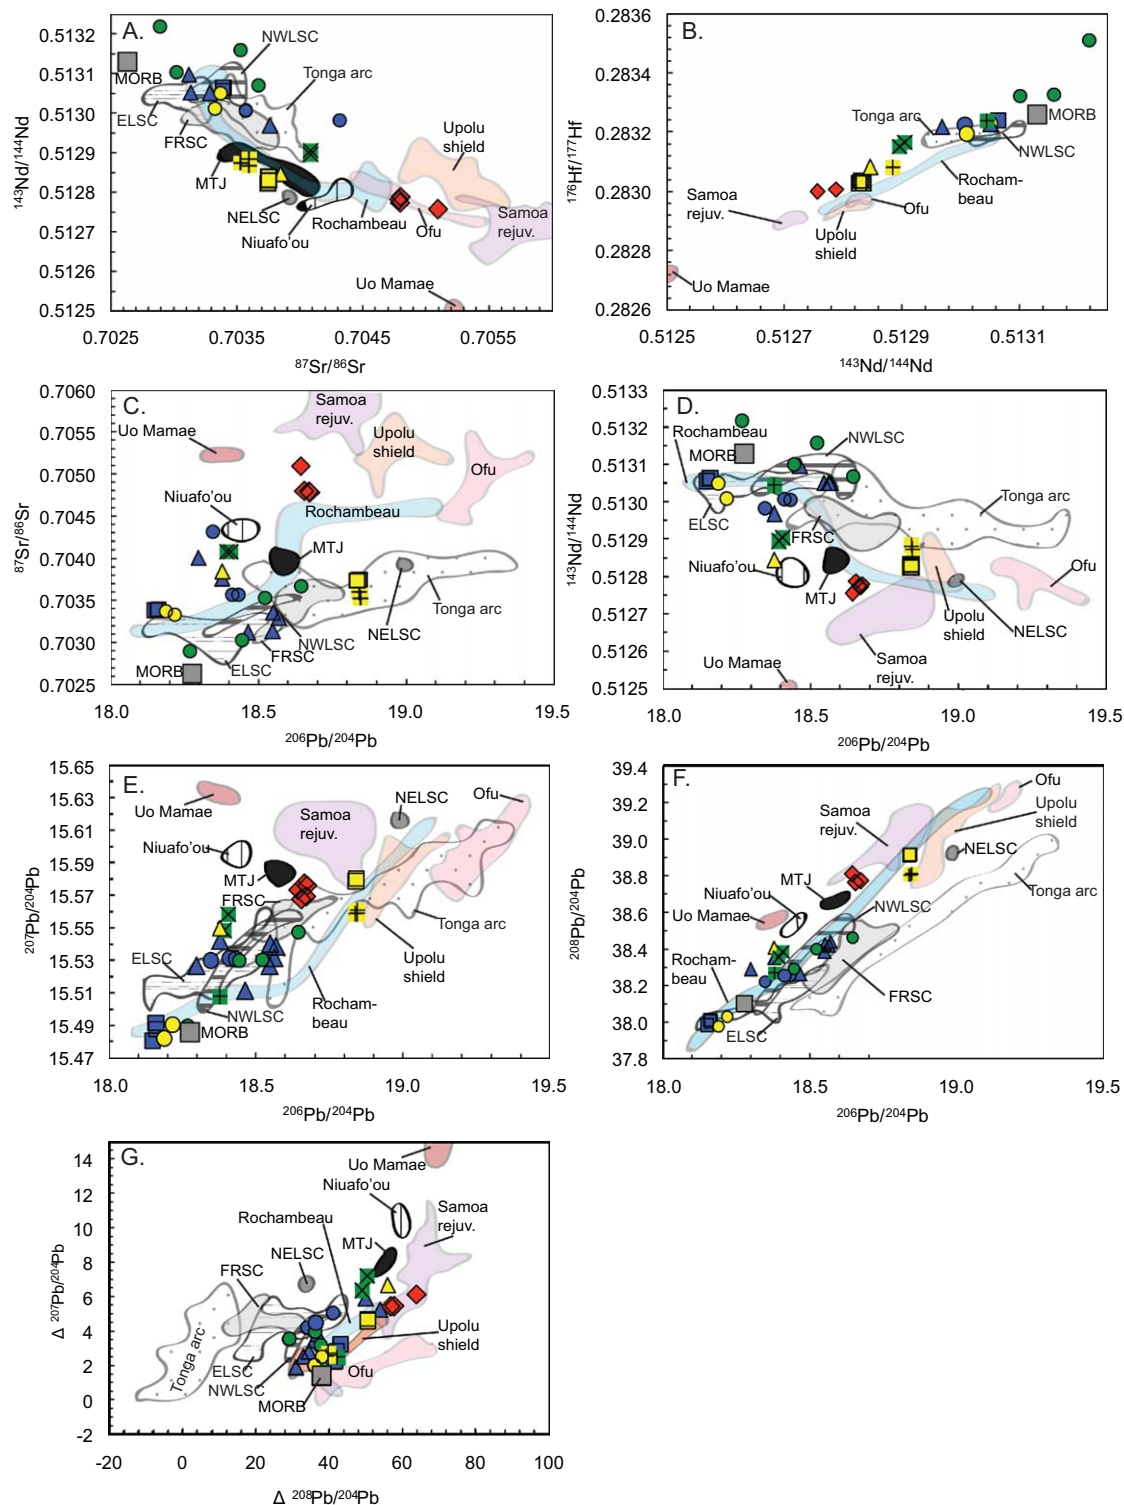 A.
0.5132
0.5131
0.5130
0.5129
0.5128
0.5127
0.5126
0.5125
143Nd/144Nd
0.7025
0.7035
0.7045
0.7055
87Sr/86Sr
NWLSC
MORB
Tonga arc
ELSC
FRSC
Upolu
shield
MTJ
NELSC
Niuafo'ou
Rochambeau
Ofu
Samoa
rejuv.
Uo Mamae
B.
0.2836
0.2834
0.2832
0.2830
0.2828
0.2826
176Hf/177Hf
0.5125
0.5127
0.5129
0.5131
143Nd/144Nd
Tonga arc
MORB
NWLSC
Rocham-
beau
Samoa
rejuv.
Ofu
Upolu
shield
Uo Mamae
C.
0.7060
0.7055
0.7050
0.7045
0.7040
0.7035
0.7030
0.7025
87Sr/86Sr
18.0
18.5
19.0
19.5
206Pb/204Pb
Samoa
rejuv.
Uo Mamae
Upolu
shield
Ofu
Niuafo'ou
Rochambeau
MTJ
Tonga arc
NELSC
NWLSC
FRSC
ELSC
MORB
D.
0.5133
0.5132
0.5131
0.5130
0.5129
0.5128
0.5127
0.5126
0.5125
143Nd/144Nd
18.0
18.5
19.0
19.5
206Pb/204Pb
Rochambeau
MORB
NWLSC
Tonga arc
ELSC
FRSC
Niuafo'ou
MTJ
Ofu
Upolu
shield
NELSC
Samoa
rejuv.
Uo Mamae
E.
15.65
15.63
15.61
15.59
15.57
15.55
15.53
15.51
15.49
15.47
207Pb/204Pb
18.0
18.5
19.0
19.5
206Pb/204Pb
Uo Mamae
Samoa
rejuv.
NELSC
Ofu
Niuafo'ou
MTJ
FRSC
Tonga arc
ELSC
Upolu
shield
Rocham-
beau
NWLSC
MORB
F.
39.4
39.2
39.0
38.8
38.6
38.4
38.2
38.0
37.8
208Pb/204Pb
18.0
18.5
19.0
19.5
206Pb/204Pb
Ofu
Samoa
rejuv.
Upolu
shield
NELSC
MTJ
Tonga arc
Niuafo'ou
NWLSC
Uo Mamae
Rocham-
beau
FRSC
ELSC
G.
14
12
10
8
6
4
2
0
-2
Δ 207Pb/204Pb
-20
0
20
40
60
80
100
Δ 208Pb/204Pb
Uo Mamae
Niuafo'ou
Samoa
rejuv.
Rochambeau
MTJ
NELSC
FRSC
Tonga arc
Upolu
shield
ELSC
NWLSC
Ofu
MORB